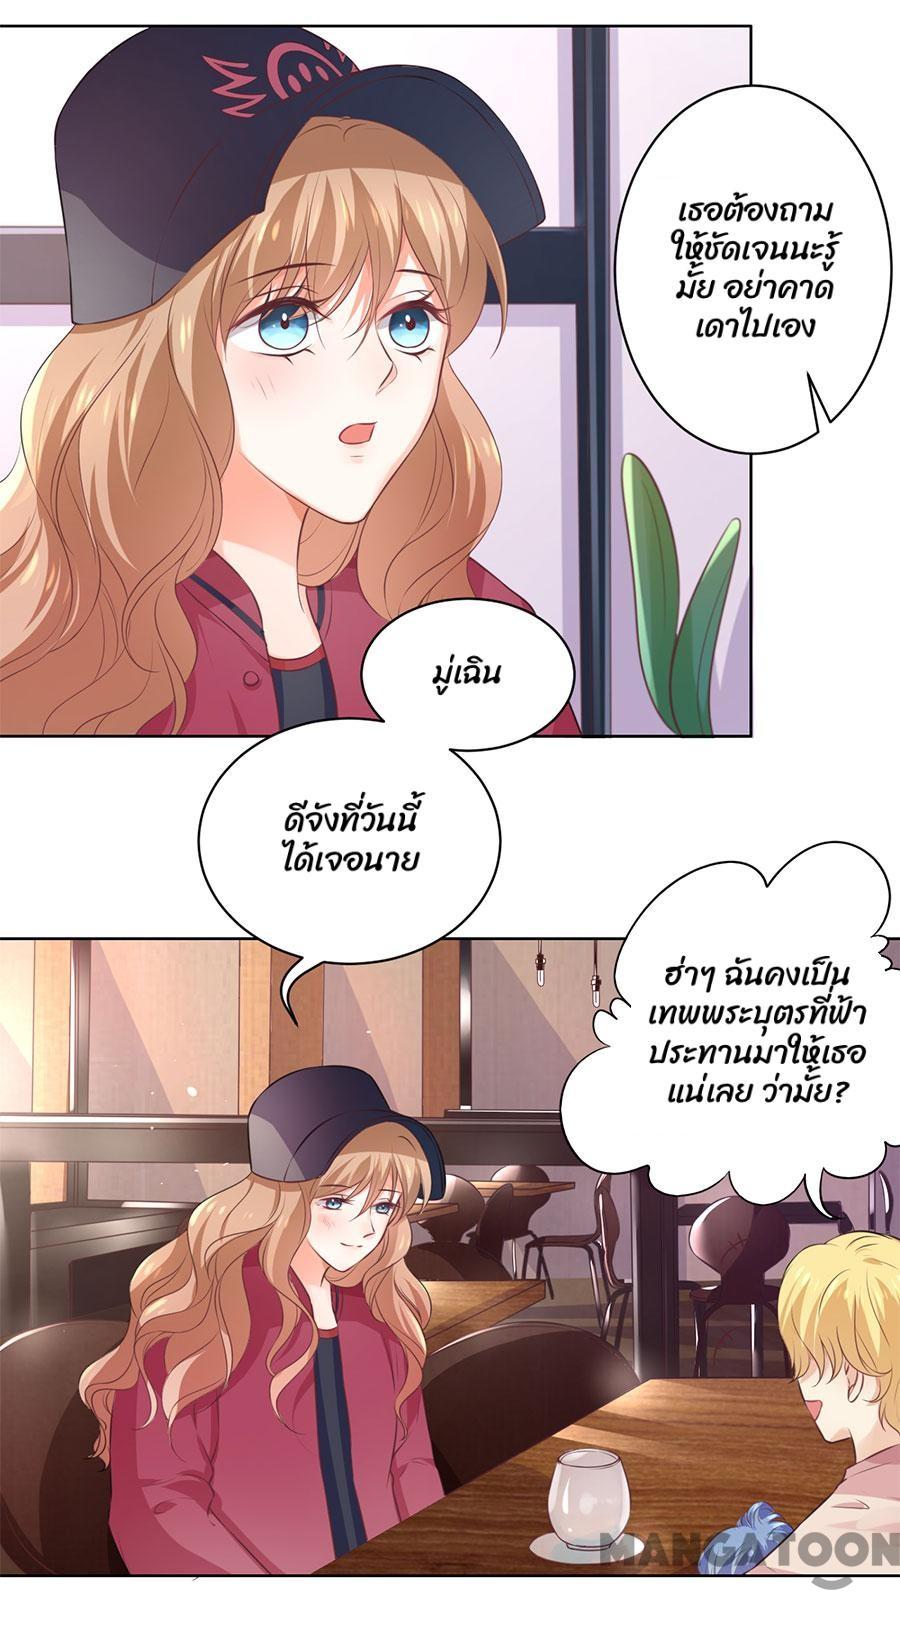 เธอต้องถาม
ให้ชัดเจนนะรู้
มั้ย อย่าคาด
เดาไปเอง
มู่เฉิน
ดีจังที่วันนี้
ได้เจอนาย
ฮ่าๆ ฉันคงเป็น
เทพพระบุตรที่ฟ้า
ประทานมาให้เธอ
แน่เลย ว่ามั้ย?
MANGATOON